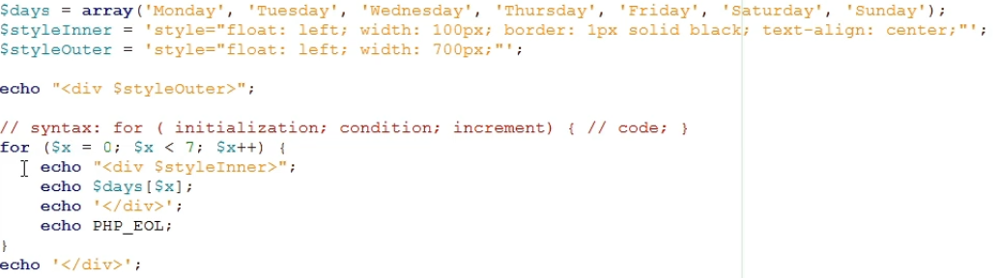 $days = array('Monday', 'Tuesday', 'Wednesday', 'Thursday', 'Friday', 'Saturday', 'Sunday');
$styleInner = 'style="float: left; width: 100px; border: 1px solid black; text-align: center;"';
$styleOuter = 'style="float: left; width: 700px;"';
echo "<div $styleOuter>";
// syntax: for ( initialization; condition; increment) { // code; }
for ($x = 0; $x < 7; $x++) {
echo "<div $styleInner>";
echo $days[$x];
echo '</div>';
echo PHP_EOL;
}
echo '</div>';